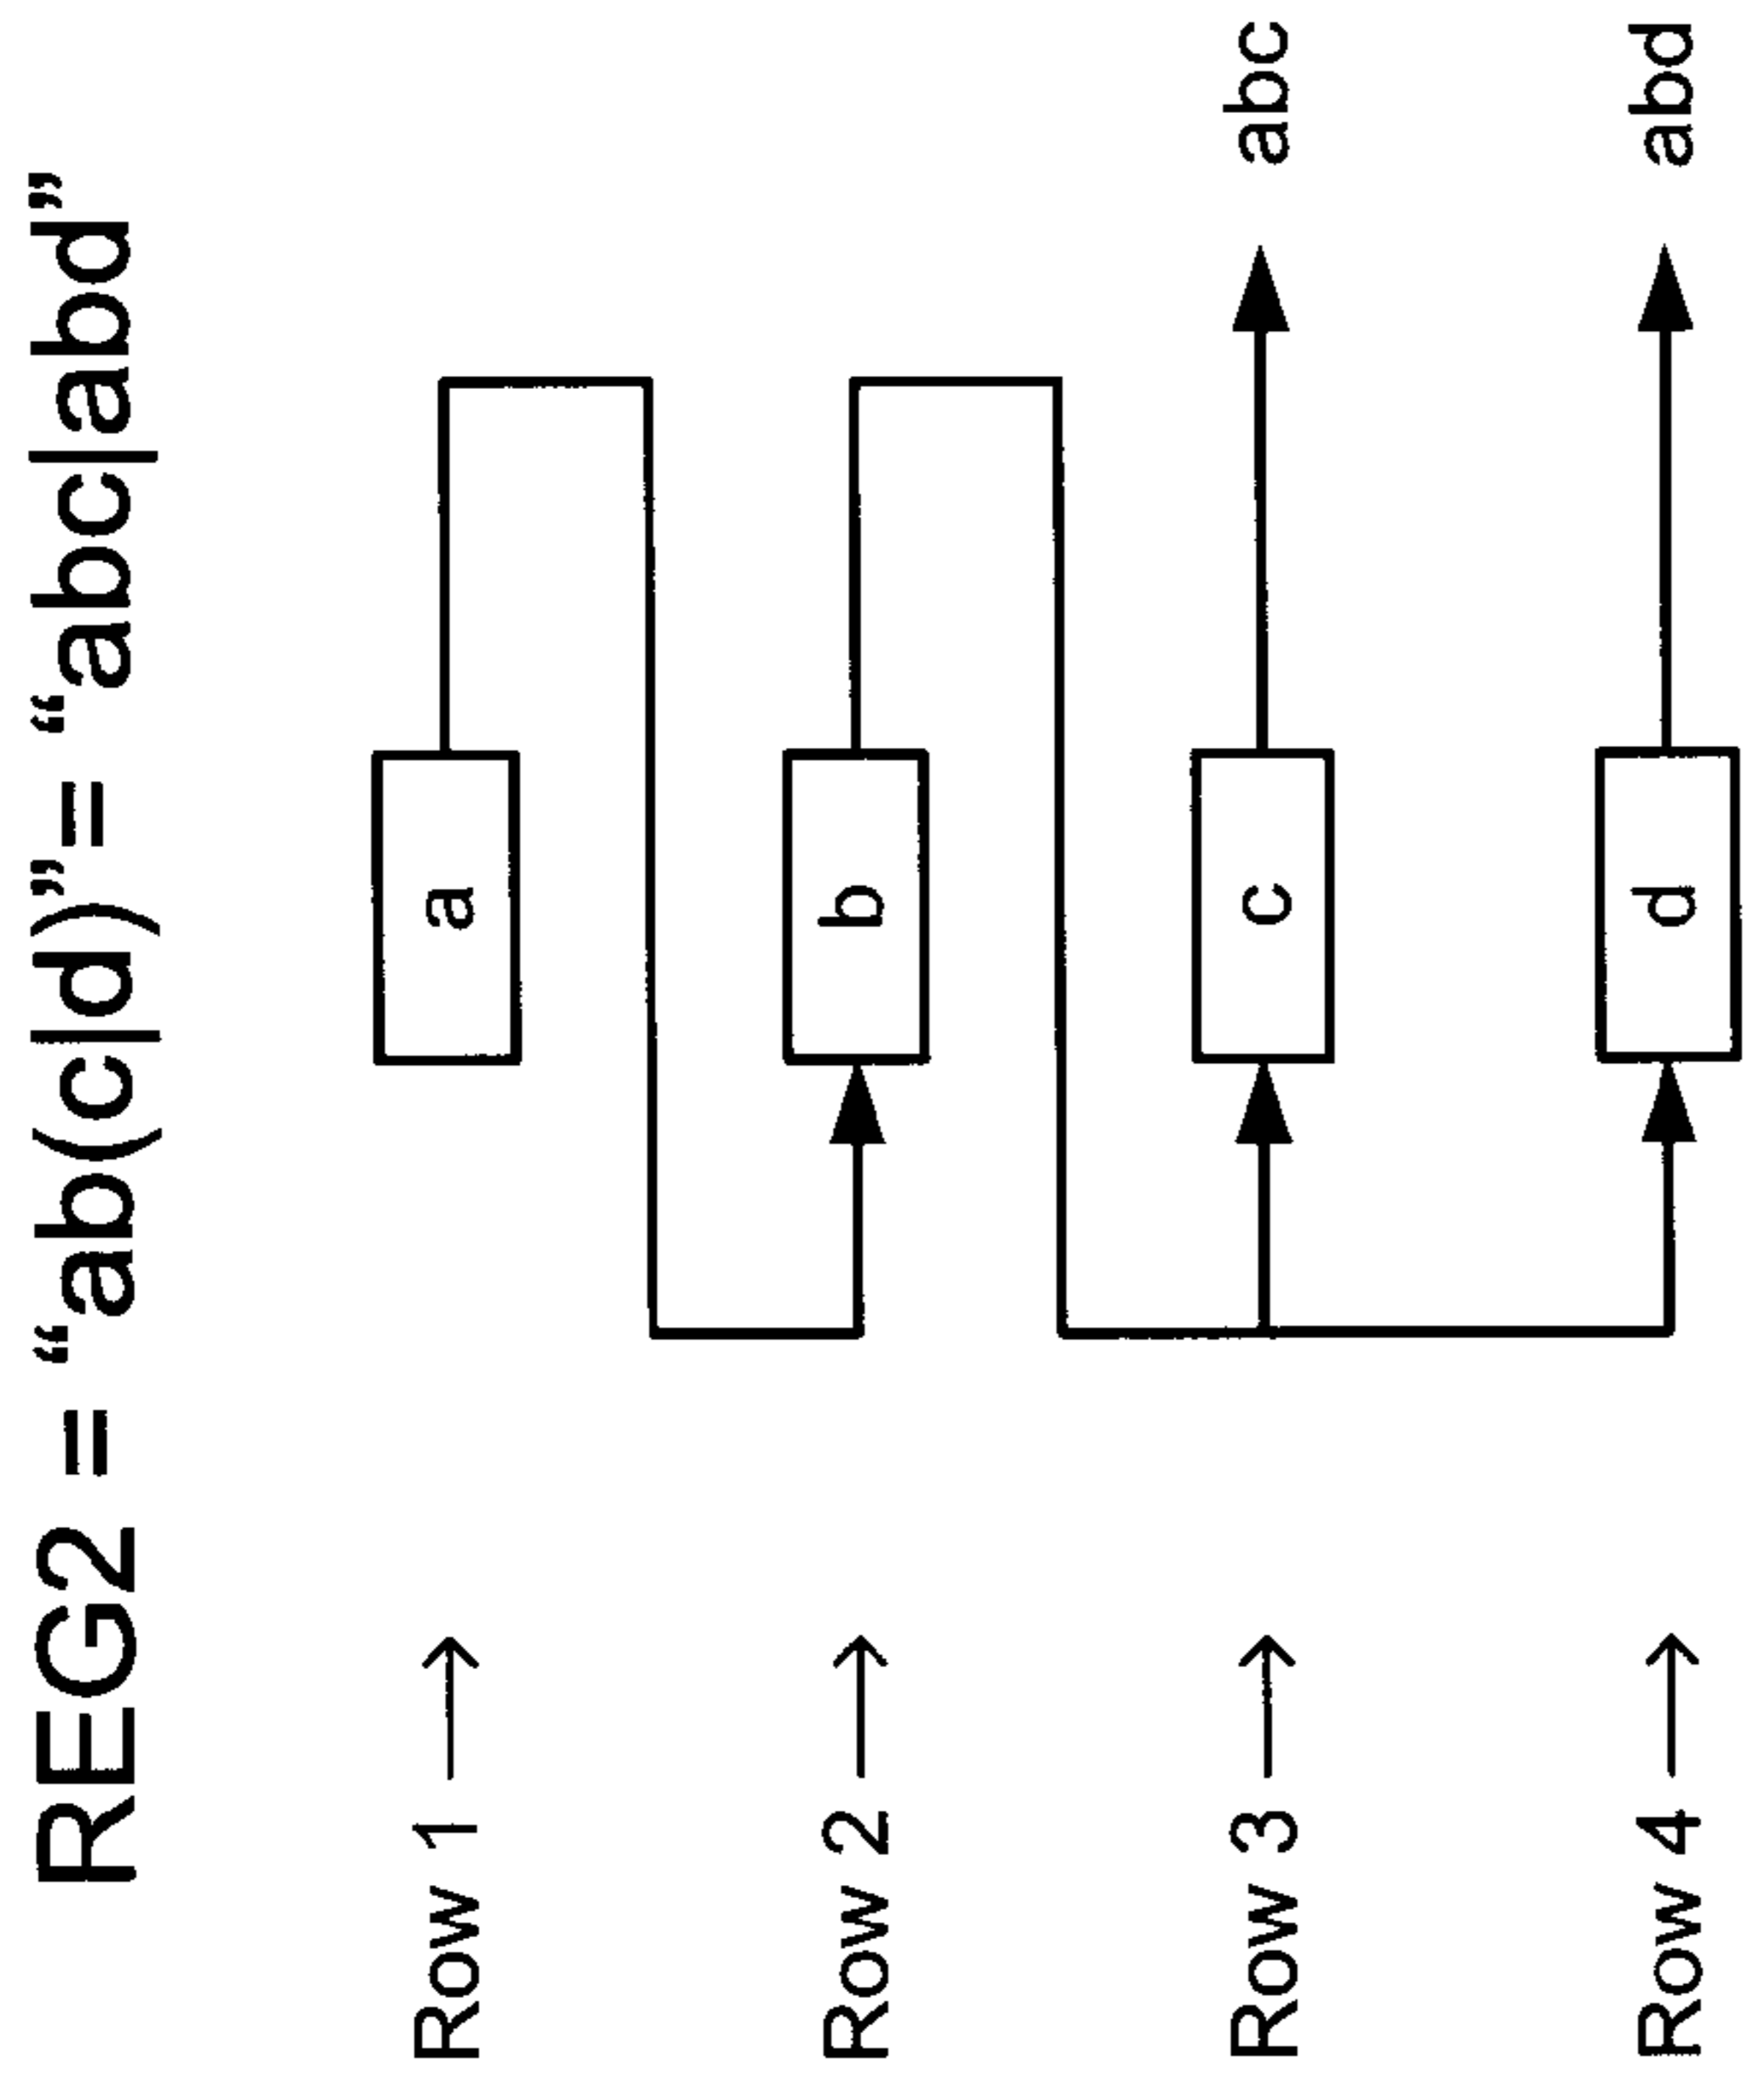 REG2 = “ab(c|d)”= “abc|abd”
Row 1 → a
Row 2 → b
Row 3 → c abc
Row 4 → d abd